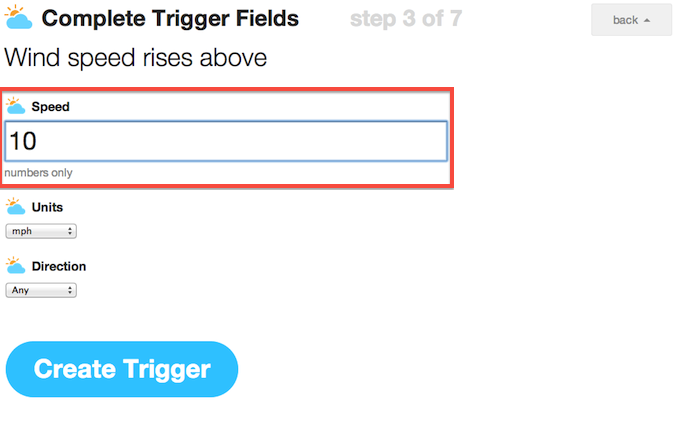 Complete Trigger Fields step 3 of 7 back
Wind speed rises above
Speed
10
numbers only
Units
mph
Direction
Any
Create Trigger